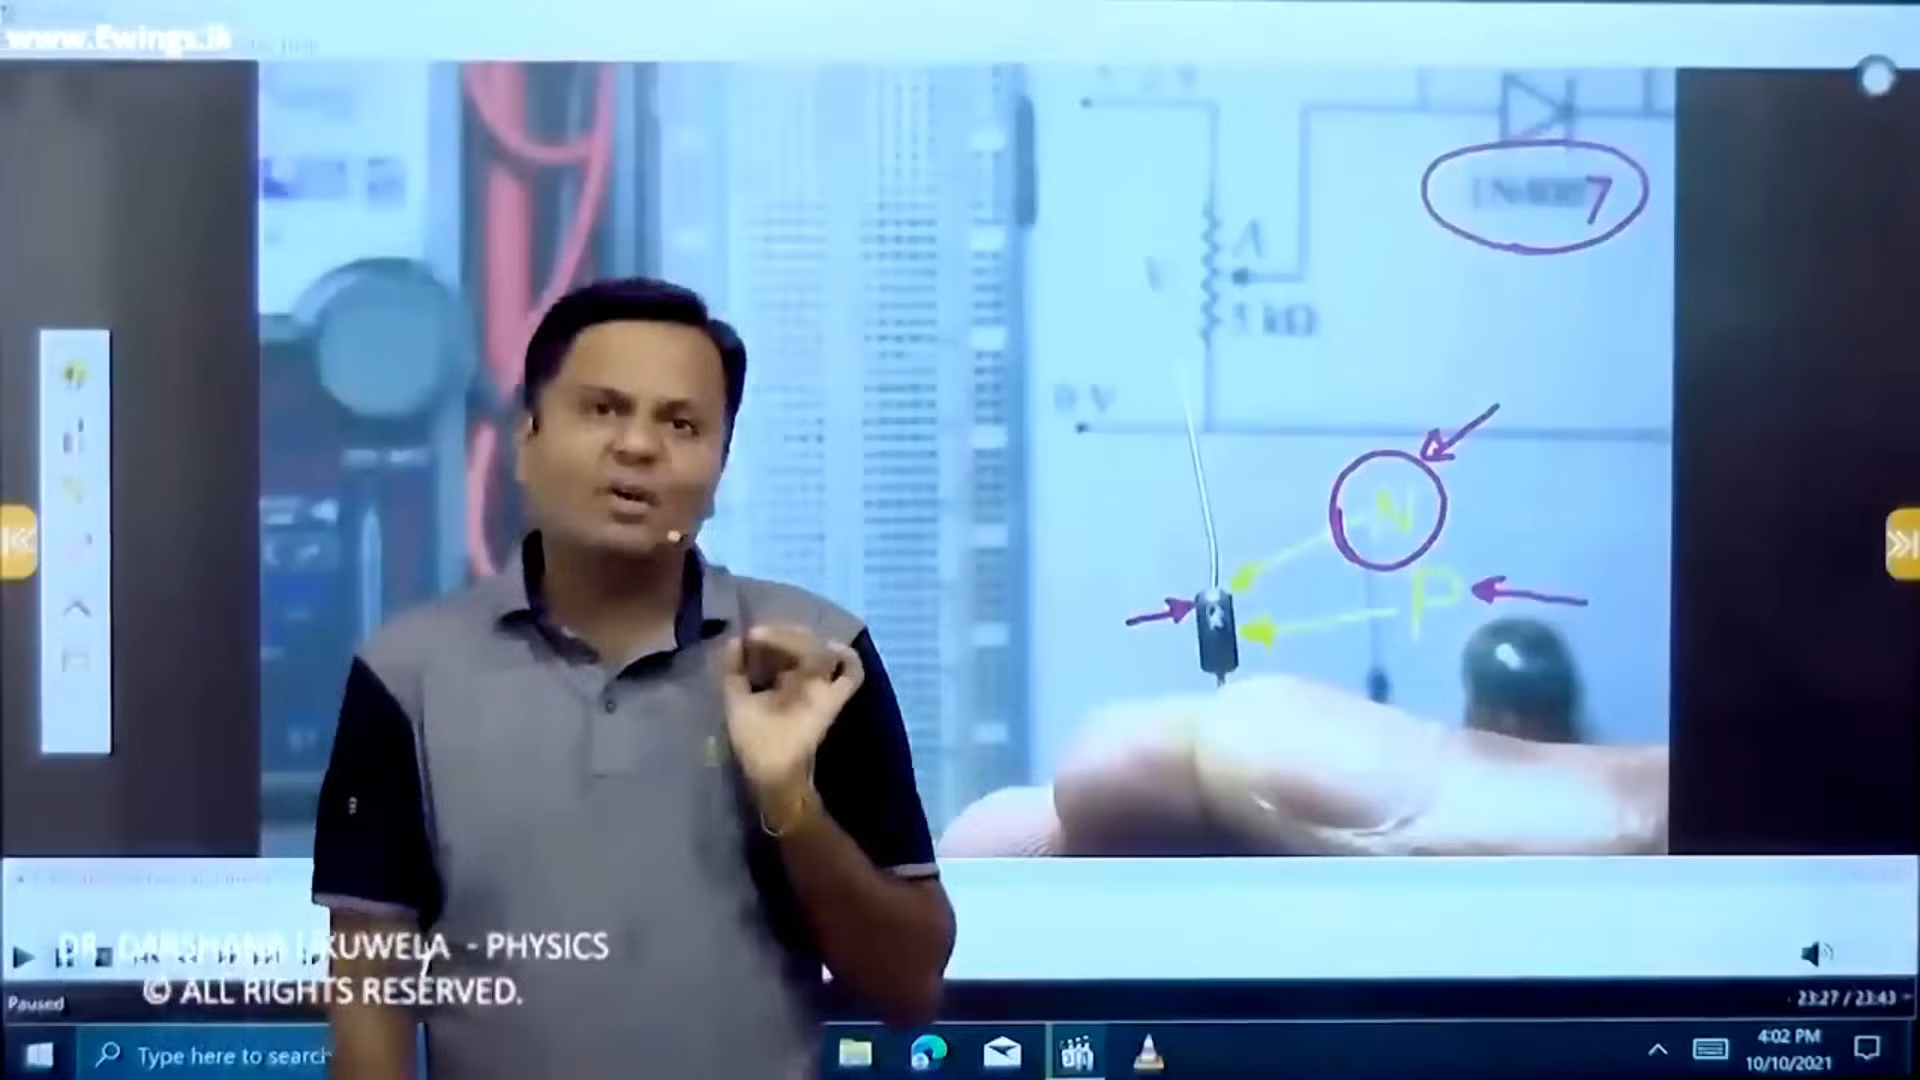 www.Ewings.lk
1N4007
A
V
5 kΩ
0 V
N
P
DR. DARSHANA UKUWELA - PHYSICS
© ALL RIGHTS RESERVED.
Paused
23:27 / 23:43
Type here to search
4:02 PM
10/10/2021